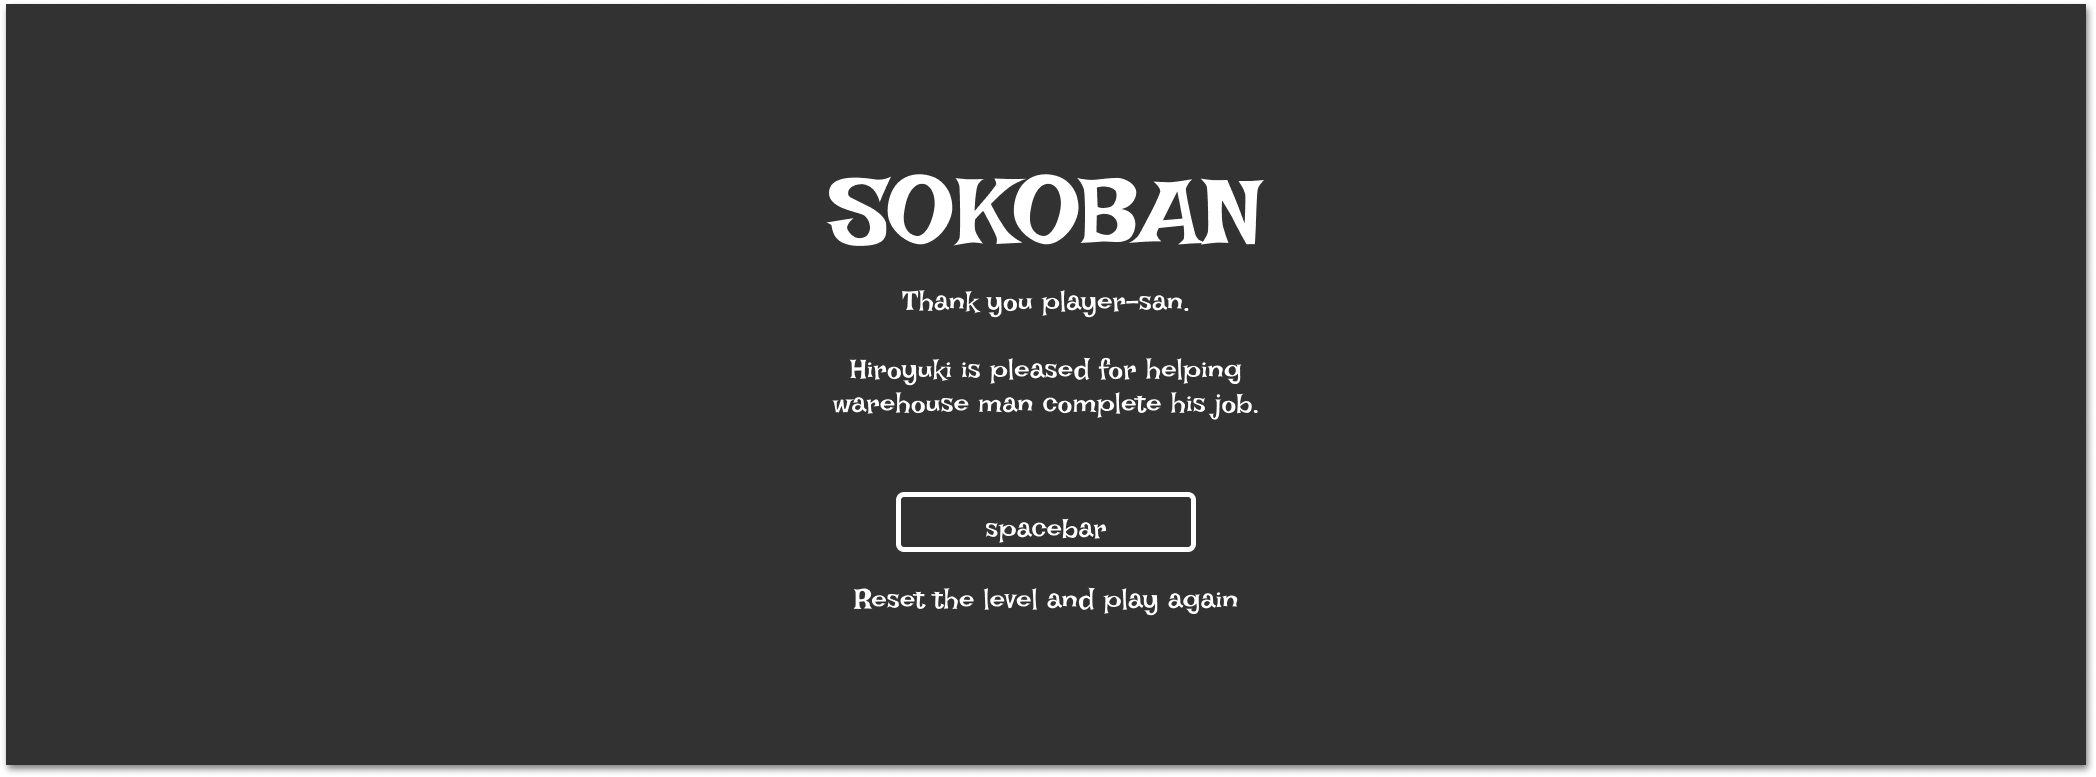 SOKOBAN
Thank you player-san.
Hiroyuki is pleased for helping
warehouse man complete his job.
spacebar
Reset the level and play again